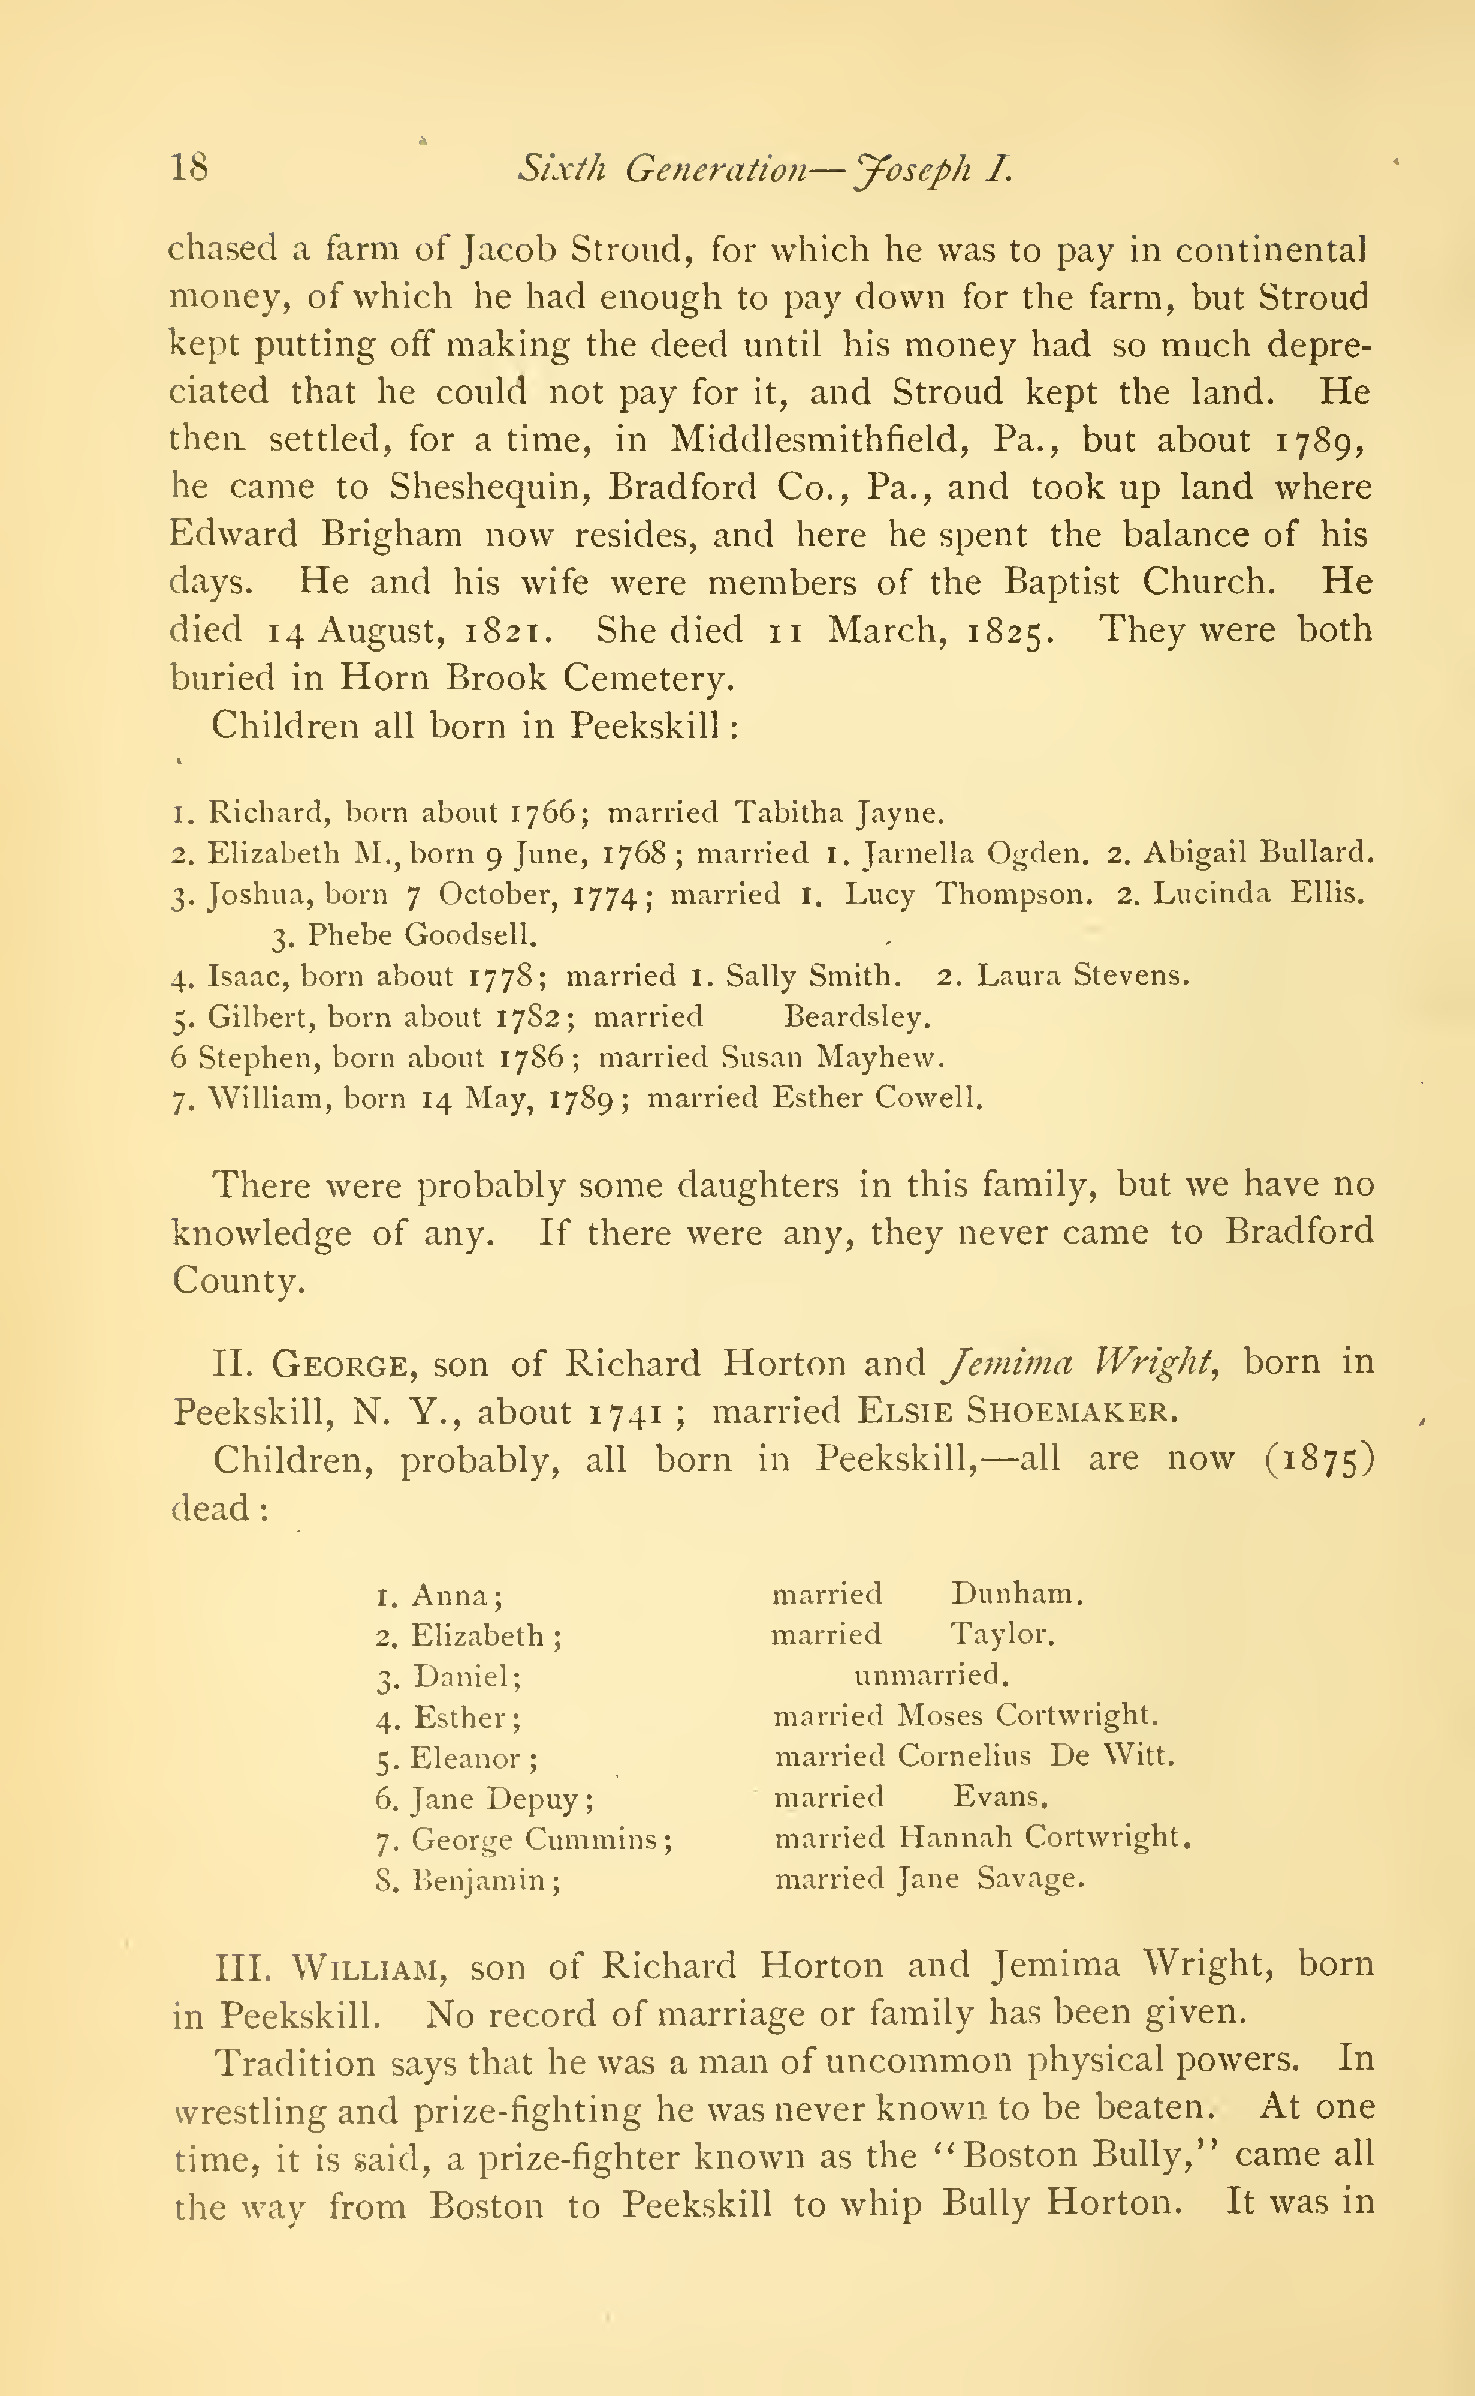 18 Sixth Generation—Joseph I.
chased a farm of Jacob Stroud, for which he was to pay in continental
money, of which he had enough to pay down for the farm, but Stroud
kept putting off making the deed until his money had so much depre-
ciated that he could not pay for it, and Stroud kept the land. He
then settled, for a time, in Middlesmithfield, Pa., but about 1789,
he came to Sheshequin, Bradford Co., Pa., and took up land where
Edward Brigham now resides, and here he spent the balance of his
days. He and his wife were members of the Baptist Church. He
died 14 August, 1821. She died 11 March, 1825. They were both
buried in Horn Brook Cemetery.
Children all born in Peekskill :
1. Richard, born about 1766; married Tabitha Jayne.
2. Elizabeth M., born 9 June, 1768 ; married 1. Jarnella Ogden. 2. Abigail Bullard.
3. Joshua, born 7 October, 1774 ; married 1. Lucy Thompson. 2. Lucinda Ellis.
3. Phebe Goodsell.
4. Isaac, born about 1778; married 1. Sally Smith. 2. Laura Stevens.
5. Gilbert, born about 1782; married Beardsley.
6 Stephen, born about 1786 ; married Susan Mayhew.
7. William, born 14 May, 1789 ; married Esther Cowell.
There were probably some daughters in this family, but we have no
knowledge of any. If there were any, they never came to Bradford
County.
II. GEORGE, son of Richard Horton and Jemima Wright, born in
Peekskill, N. Y., about 1741 ; married ELSIE SHOEMAKER.
Children, probably, all born in Peekskill,—all are now (1875)
dead :
1. Anna ; married Dunham.
2. Elizabeth ; married Taylor.
3. Daniel ; unmarried.
4. Esther ; married Moses Cortwright.
5. Eleanor ; married Cornelius De Witt.
6. Jane Depuy ; married Evans.
7. George Cummins ; married Hannah Cortwright.
8. Benjamin ; married Jane Savage.
III. WILLIAM, son of Richard Horton and Jemima Wright, born
in Peekskill. No record of marriage or family has been given.
Tradition says that he was a man of uncommon physical powers. In
wrestling and prize-fighting he was never known to be beaten. At one
time, it is said, a prize-fighter known as the "Boston Bully," came all
the way from Boston to Peekskill to whip Bully Horton. It was in